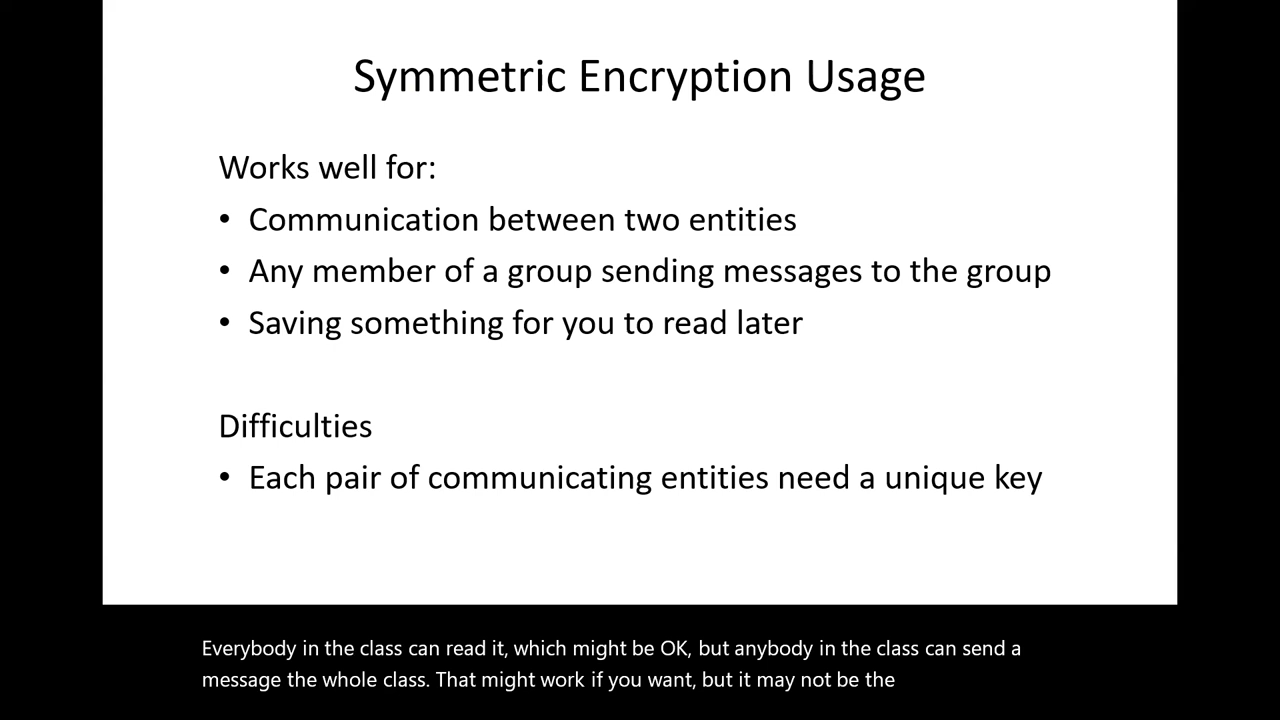 Symmetric Encryption Usage
Works well for:
• Communication between two entities
• Any member of a group sending messages to the group
• Saving something for you to read later
Difficulties
• Each pair of communicating entities need a unique key
Everybody in the class can read it, which might be OK, but anybody in the class can send a
message the whole class. That might work if you want, but it may not be the